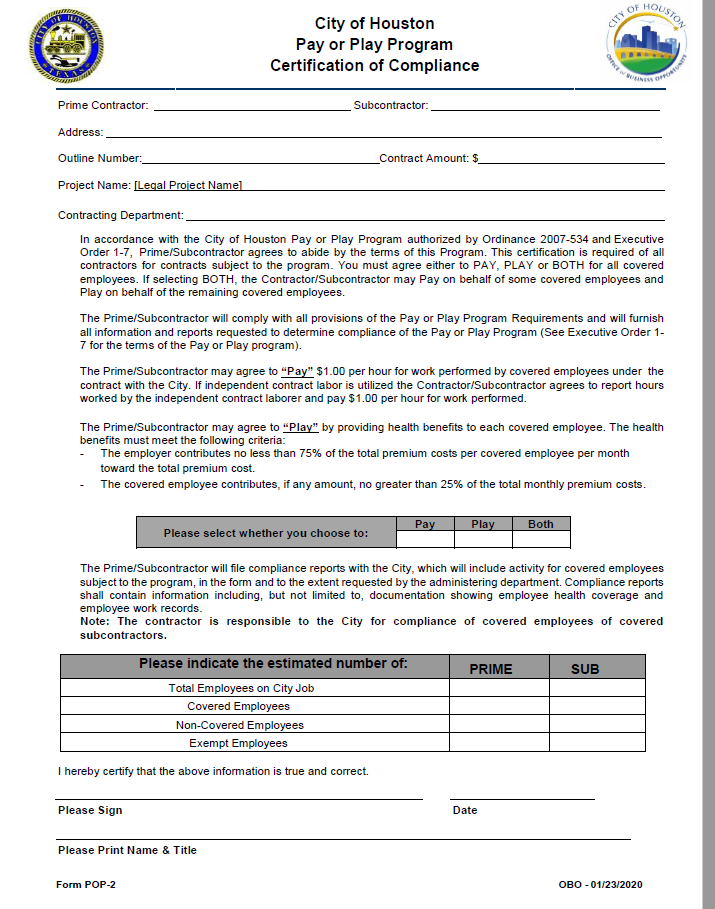 City of Houston
Pay or Play Program
Certification of Compliance
CITY OF HOUSTON
TEXAS
CITY OF HOUSTON
OFFICE OF BUSINESS OPPORTUNITY
Prime Contractor: Subcontractor:
Address:
Outline Number: Contract Amount: $
Project Name: [Legal Project Name]
Contracting Department:
In accordance with the City of Houston Pay or Play Program authorized by Ordinance 2007-534 and Executive
Order 1-7, Prime/Subcontractor agrees to abide by the terms of this Program. This certification is required of all
contractors for contracts subject to the program. You must agree either to PAY, PLAY or BOTH for all covered
employees. If selecting BOTH, the Contractor/Subcontractor may Pay on behalf of some covered employees and
Play on behalf of the remaining covered employees.
The Prime/Subcontractor will comply with all provisions of the Pay or Play Program Requirements and will furnish
all information and reports requested to determine compliance of the Pay or Play Program (See Executive Order 1-
7 for the terms of the Pay or Play program).
The Prime/Subcontractor may agree to “Pay” $1.00 per hour for work performed by covered employees under the
contract with the City. If independent contract labor is utilized the Contractor/Subcontractor agrees to report hours
worked by the independent contract laborer and pay $1.00 per hour for work performed.
The Prime/Subcontractor may agree to “Play” by providing health benefits to each covered employee. The health
benefits must meet the following criteria:
- The employer contributes no less than 75% of the total premium costs per covered employee per month
toward the total premium cost.
- The covered employee contributes, if any amount, no greater than 25% of the total monthly premium costs.
Please select whether you choose to: Pay Play Both
The Prime/Subcontractor will file compliance reports with the City, which will include activity for covered employees
subject to the program, in the form and to the extent requested by the administering department. Compliance reports
shall contain information including, but not limited to, documentation showing employee health coverage and
employee work records.
Note: The contractor is responsible to the City for compliance of covered employees of covered
subcontractors.
Please indicate the estimated number of: PRIME SUB
Total Employees on City Job
Covered Employees
Non-Covered Employees
Exempt Employees
I hereby certify that the above information is true and correct.
Please Sign Date
Please Print Name & Title
Form POP-2 OBO - 01/23/2020